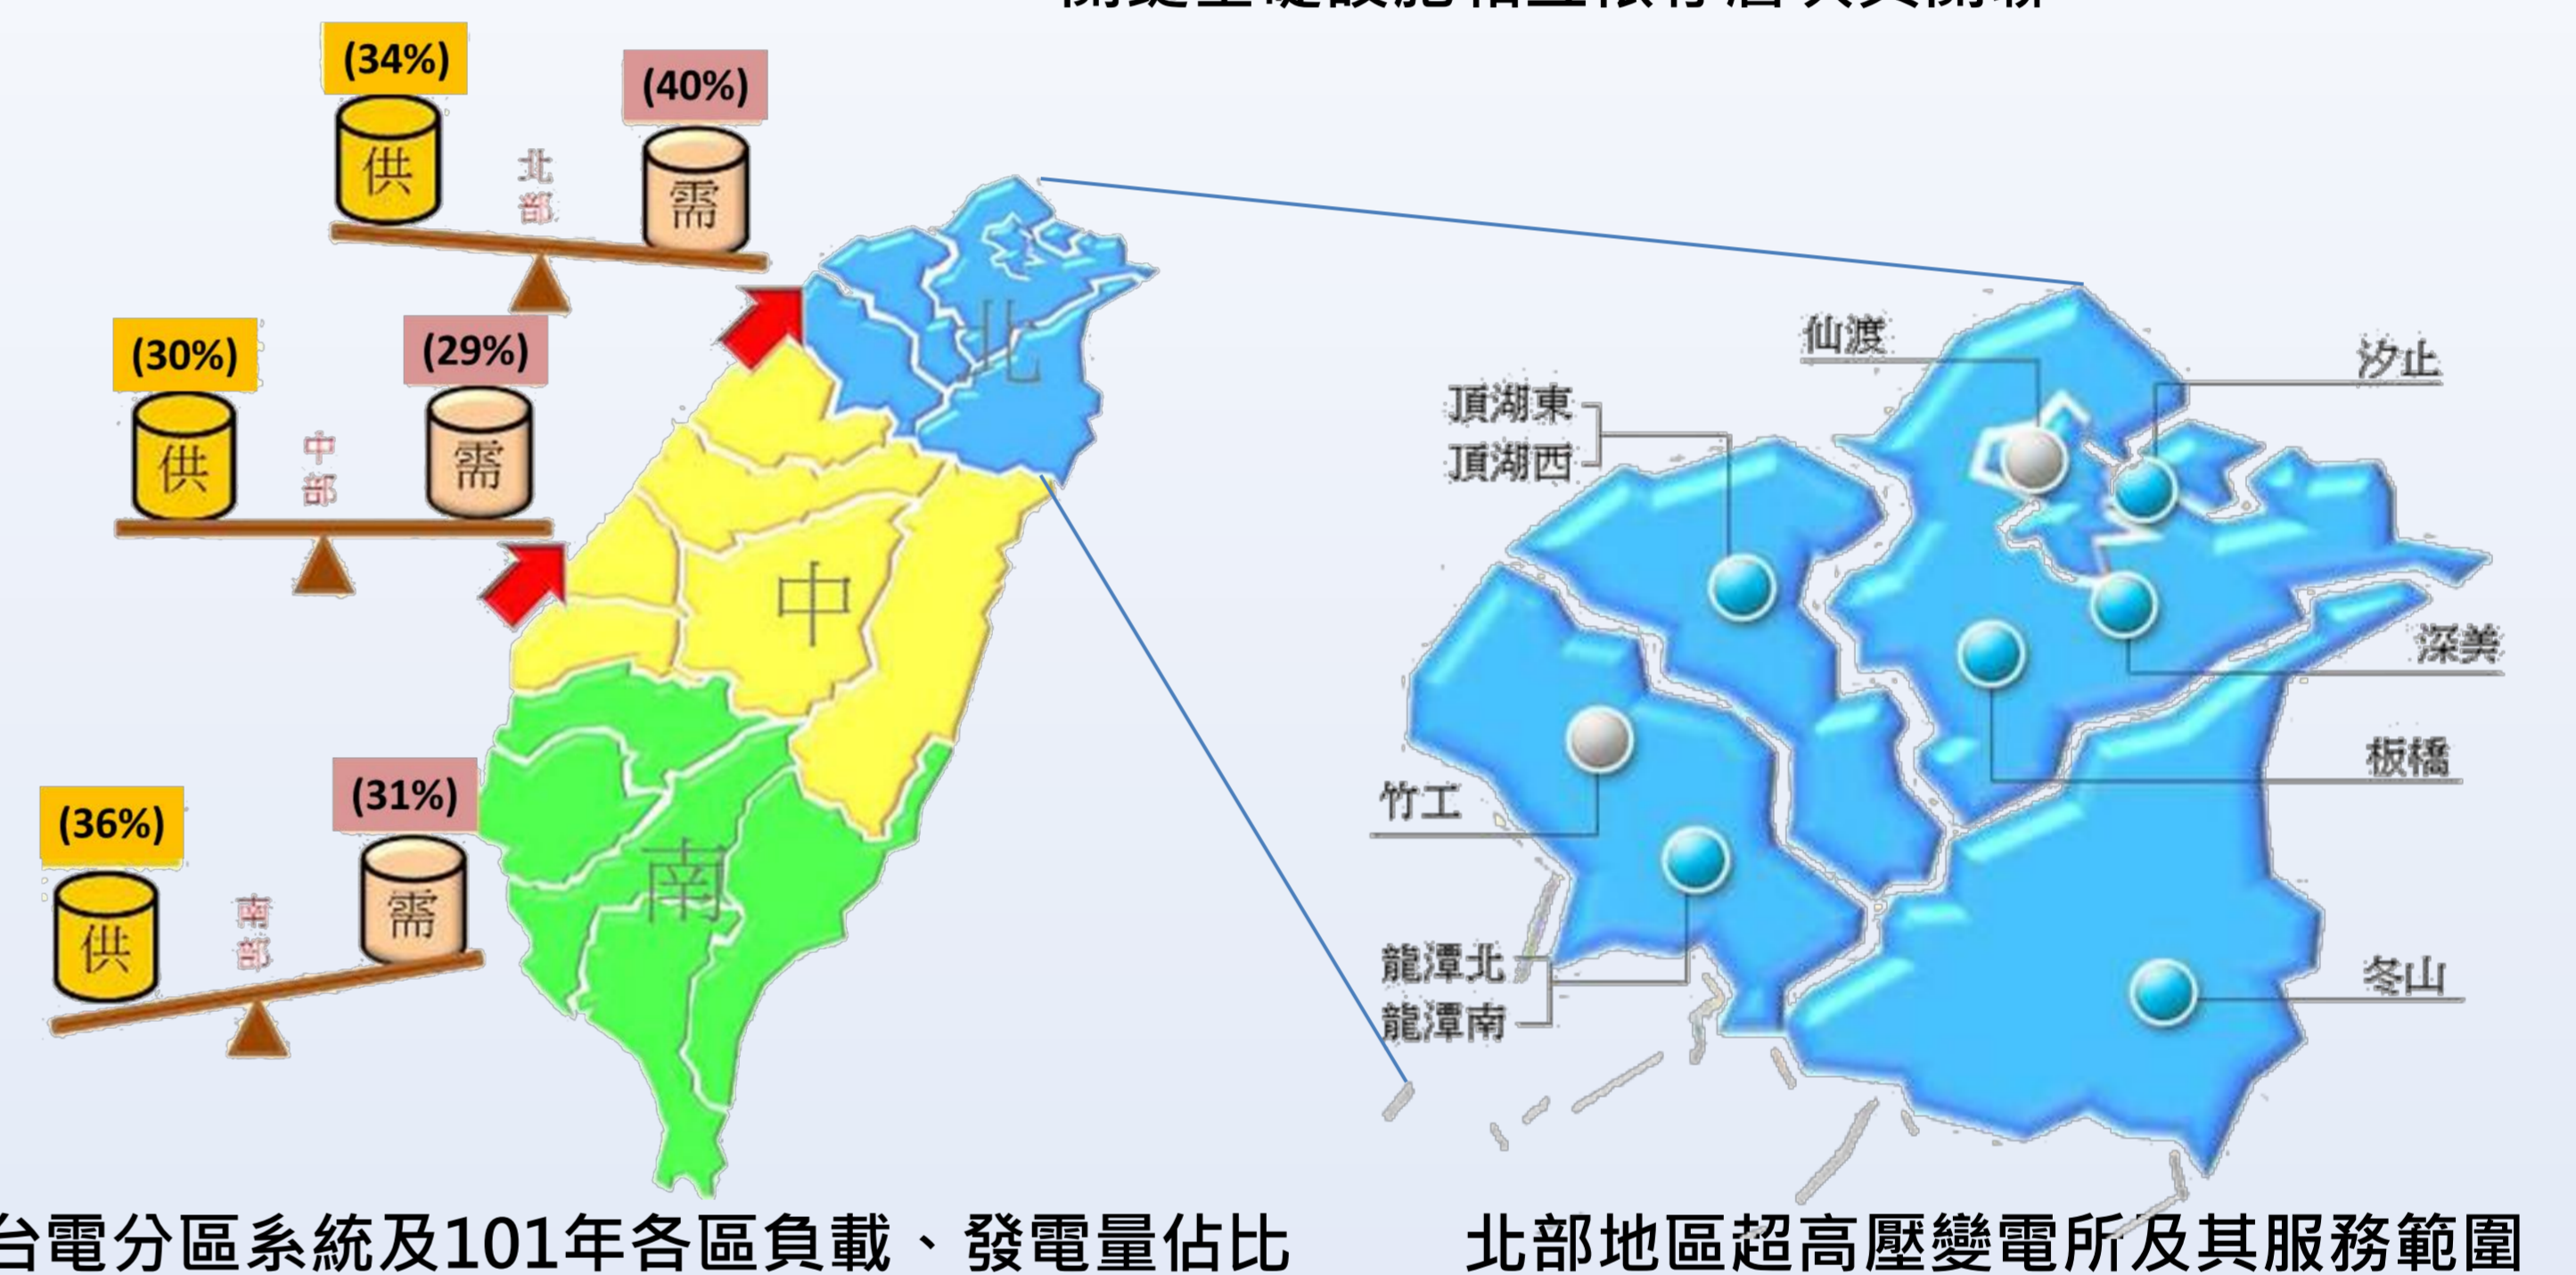 (34%)
(40%)
供
北部
需
(30%)
(29%)
供
中部
需
(36%)
(31%)
供
南部
需
北
中
南
仙渡
汐止
頂湖東
頂湖西
深美
板橋
竹工
龍潭北
龍潭南
冬山
台電分區系統及101年各區負載、發電量佔比
北部地區超高壓變電所及其服務範圍